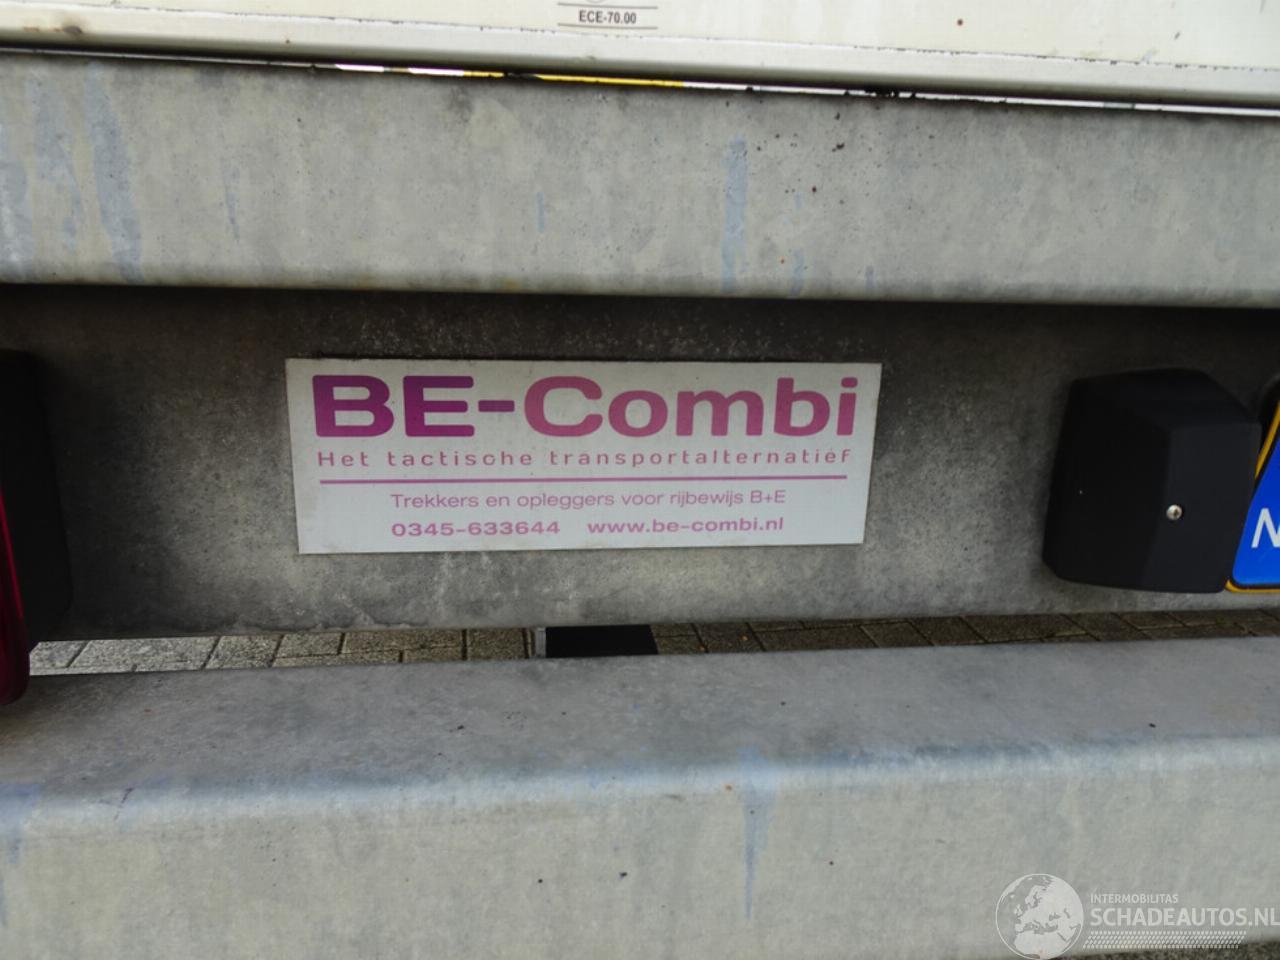 ECE-70.00
BE-Combi
Het tactische transportalternatief
Trekkers en opleggers voor rijbewijs B+E
0345-633644 www.be-combi.nl
N
INTERMOBILITAS
SCHADEAUTOS.NL